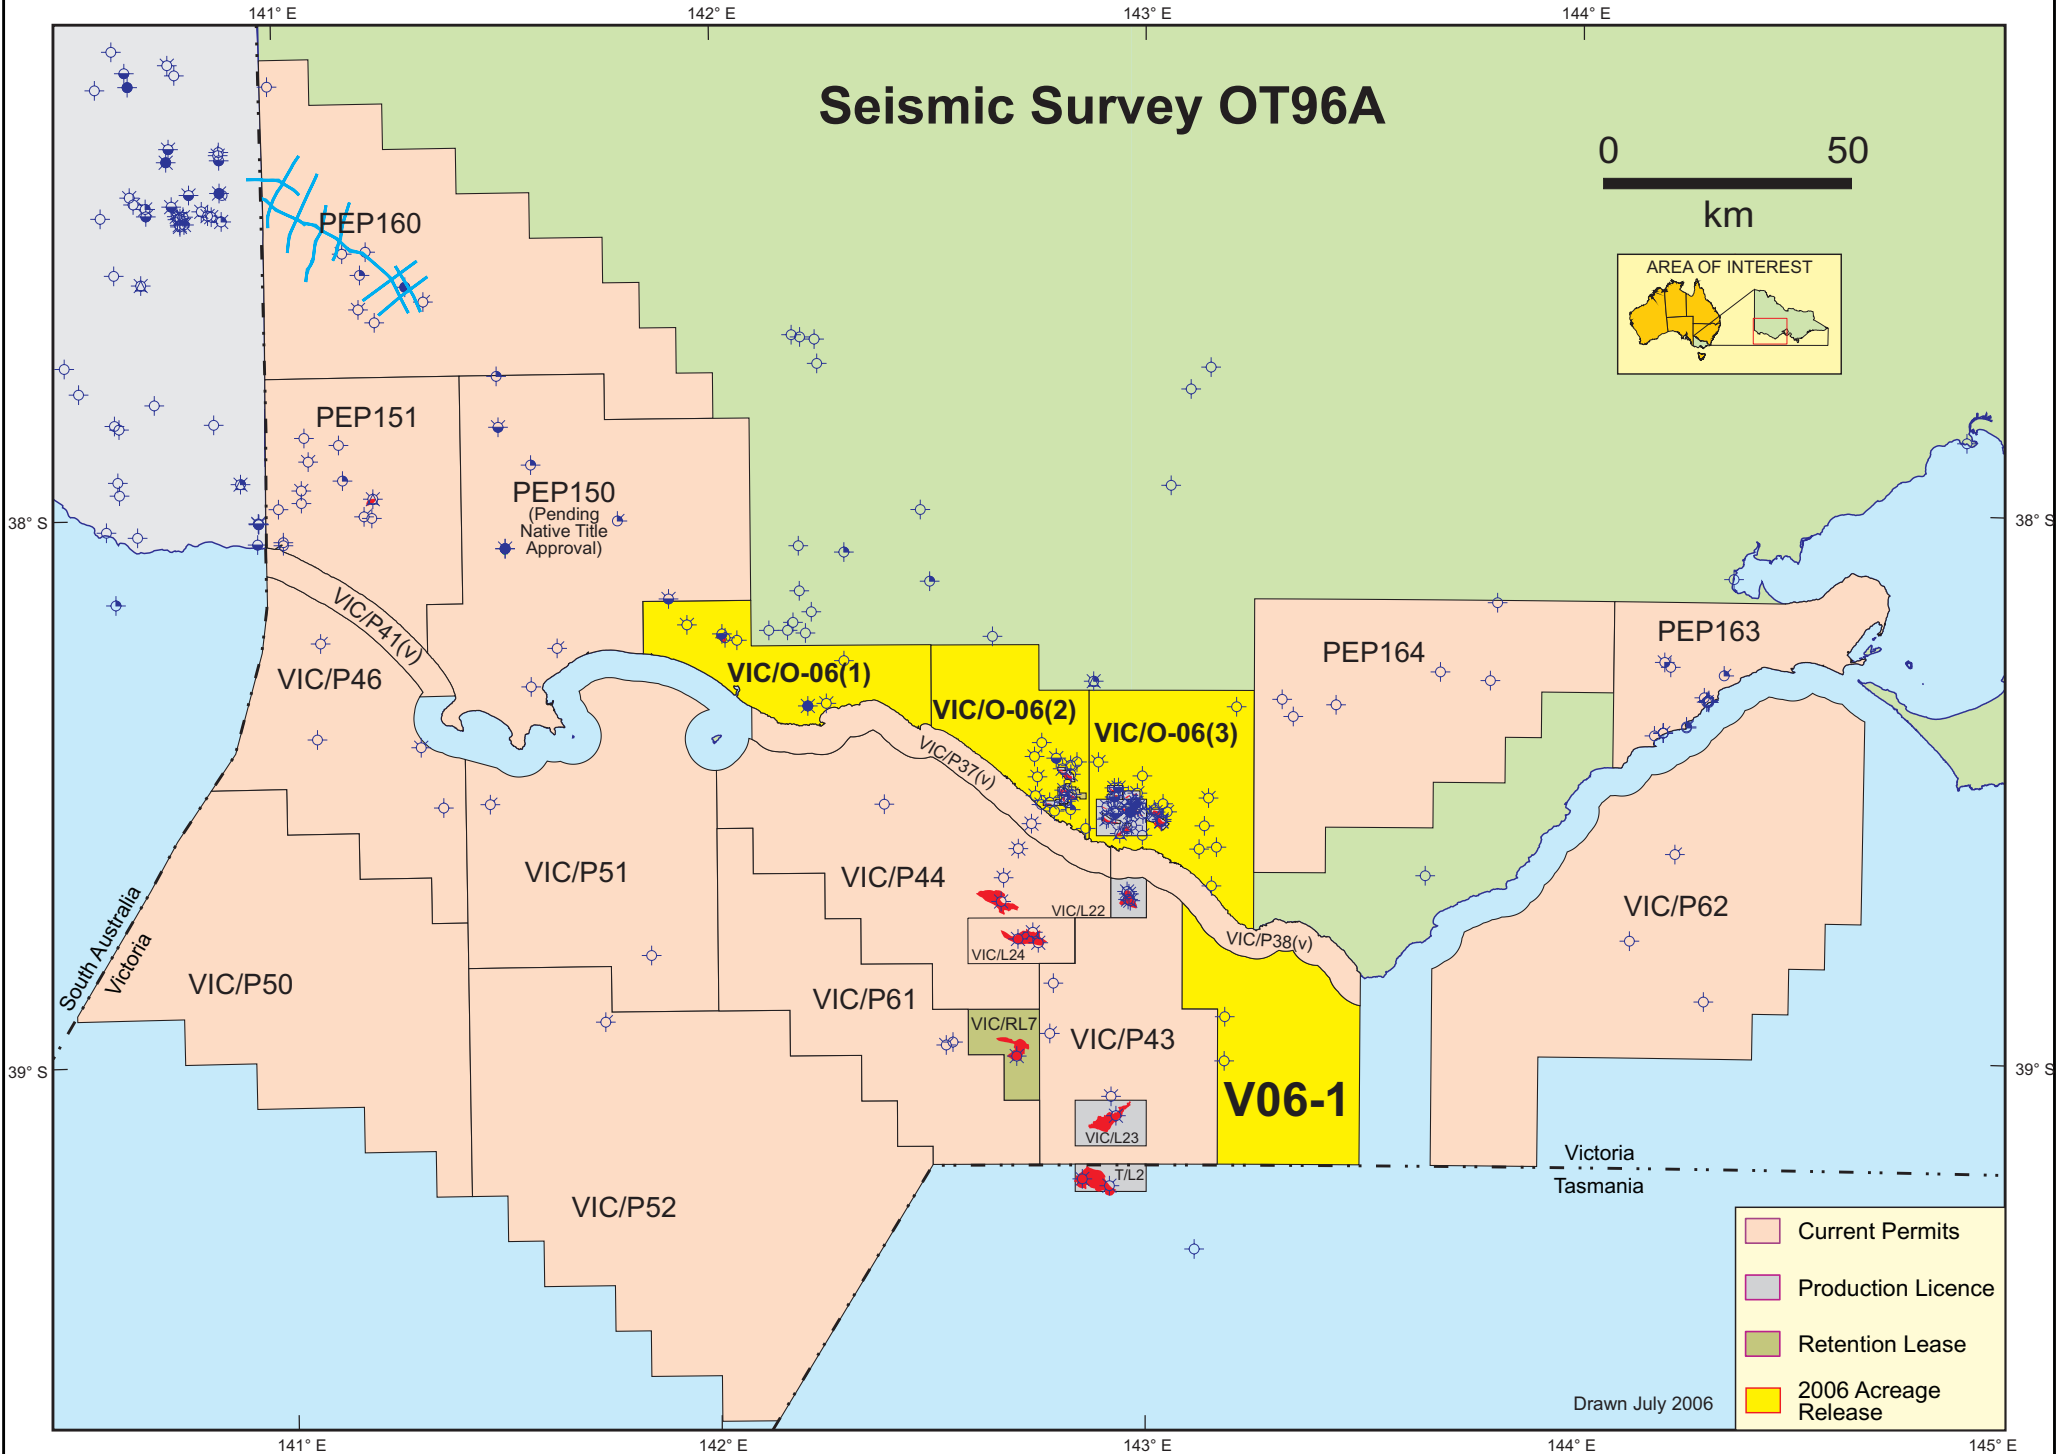 141° E
142° E
143° E
144° E
Seismic Survey OT96A
0 50
km
AREA OF INTEREST
PEP160
PEP151
PEP150
(Pending
Native Title
Approval)
38° S
38° S
VIC/P41(v)
VIC/P46
VIC/O-06(1)
VIC/O-06(2)
VIC/O-06(3)
PEP164
PEP163
VIC/P37(v)
VIC/P51
VIC/P44
VIC/L22
VIC/P62
VIC/P38(v)
VIC/L24
South Australia
Victoria
VIC/P50
VIC/P61
VIC/RL7
VIC/P43
39° S
39° S
V06-1
VIC/L23
T/L2
Victoria
Tasmania
VIC/P52
Current Permits
Production Licence
Retention Lease
2006 Acreage
Release
Drawn July 2006
141° E
142° E
143° E
144° E
145° E